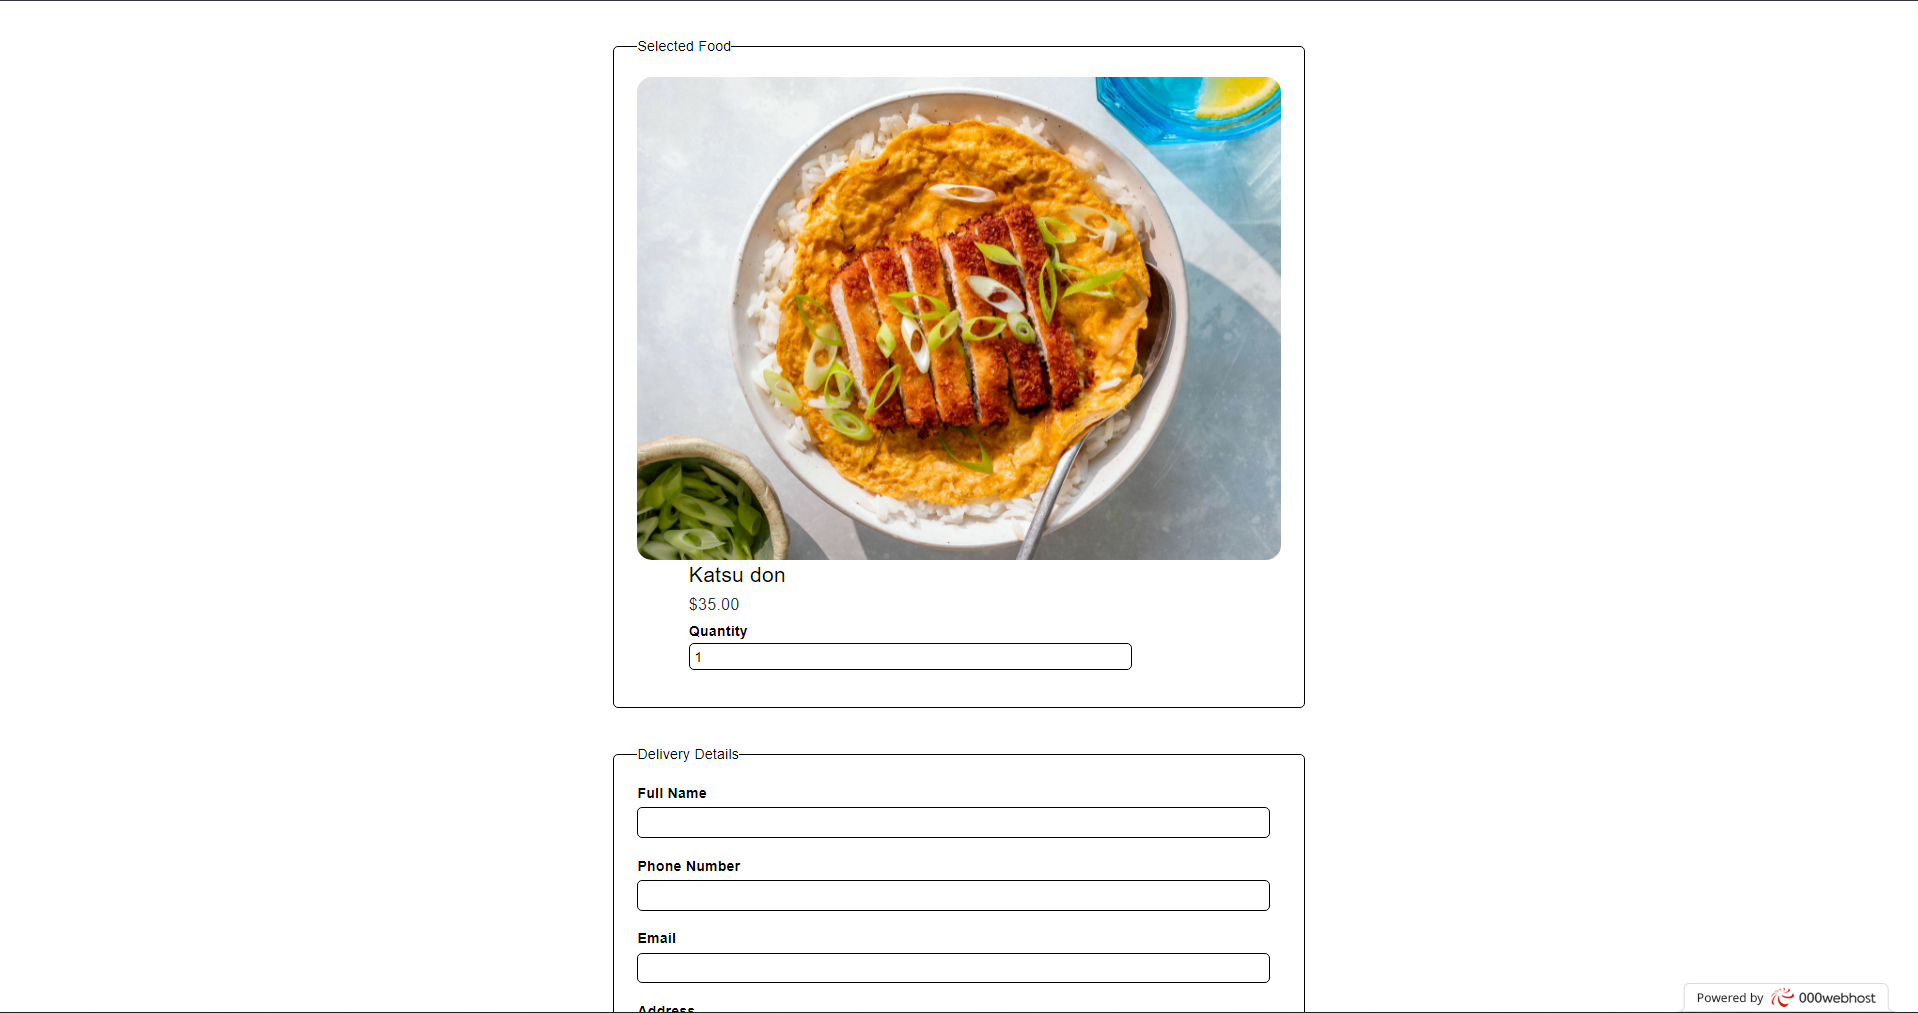 Selected Food
Katsu don
$35.00
Quantity
1
Delivery Details
Full Name
Phone Number
Email
Address
Powered by 000webhost